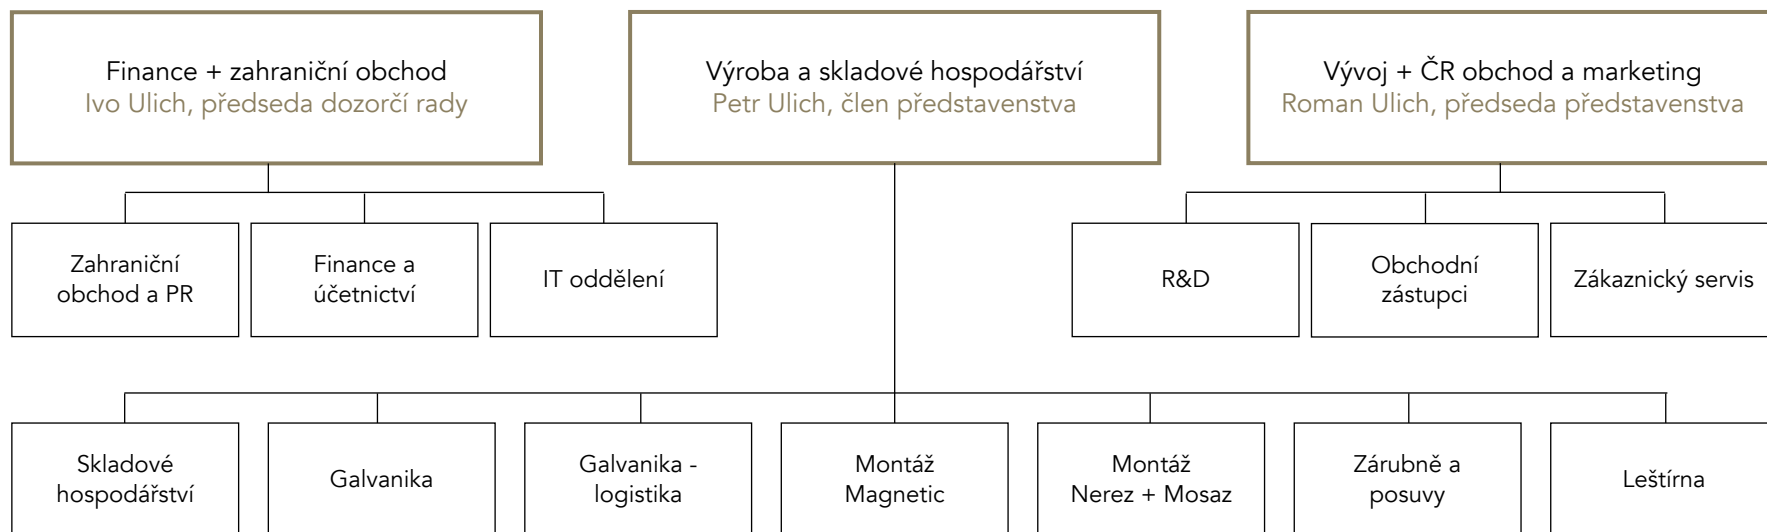 Finance + zahraniční obchod
Ivo Ulich, předseda dozorčí rady
Výroba a skladové hospodářství
Petr Ulich, člen představenstva
Vývoj + ČR obchod a marketing
Roman Ulich, předseda představenstva
Zahraniční
obchod a PR
Finance a
účetnictví
IT oddělení
R&D
Obchodní
zástupci
Zákaznický servis
Skladové
hospodářství
Galvanika
Galvanika -
logistika
Montáž
Magnetic
Montáž
Nerez + Mosaz
Zárubně a
posuvy
Leštírna